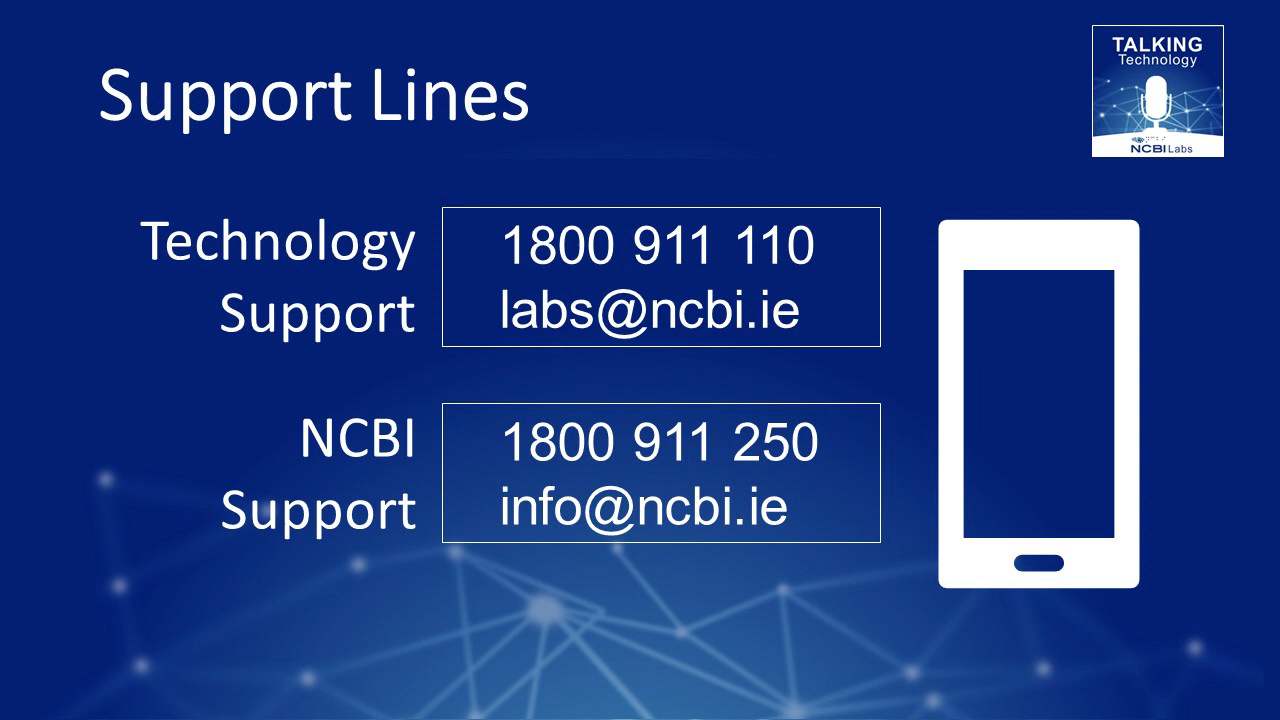 Support Lines
TALKING
Technology
NCBI Labs
Technology
Support
1800 911 110
labs@ncbi.ie
NCBI
Support
1800 911 250
info@ncbi.ie